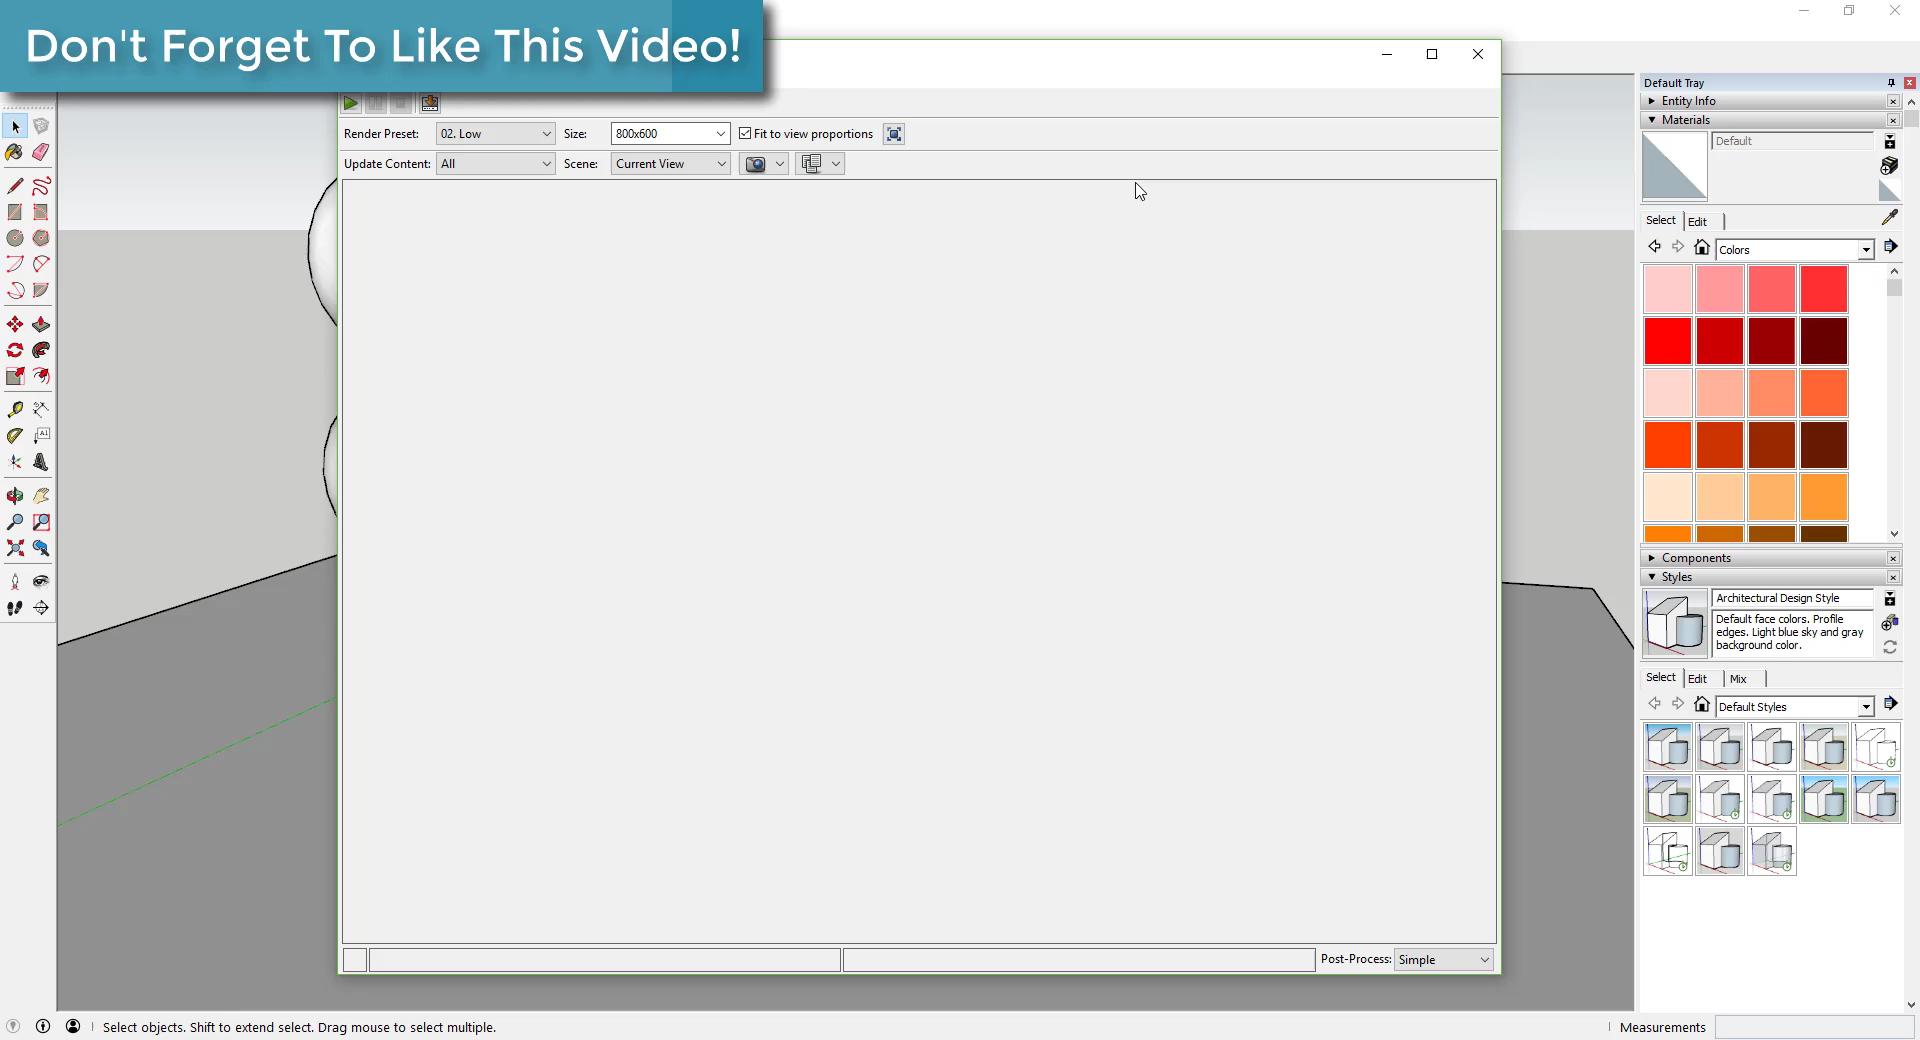 Don't Forget To Like This Video!
Render Preset: 02. Low Size: 800x600 Fit to view proportions
Update Content: All Scene: Current View
Post-Process: Simple
Default Tray
Entity Info
Materials
Default
Select Edit
Colors
Components
Styles
Architectural Design Style
Default face colors. Profile
edges. Light blue sky and gray
background color.
Select Edit Mix
Default Styles
A1
Select objects. Shift to extend select. Drag mouse to select multiple.
Measurements